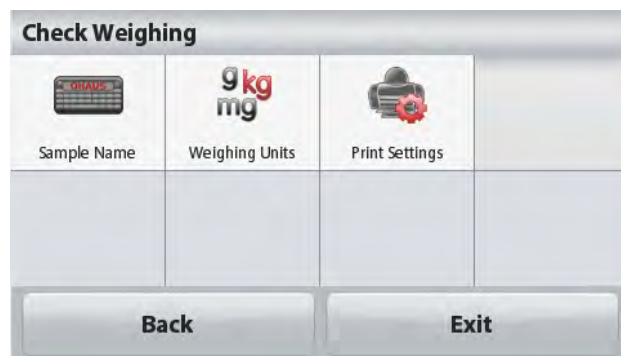 Check Weighing
OHAUS
g kg
mg
Sample Name
Weighing Units
Print Settings
Back
Exit